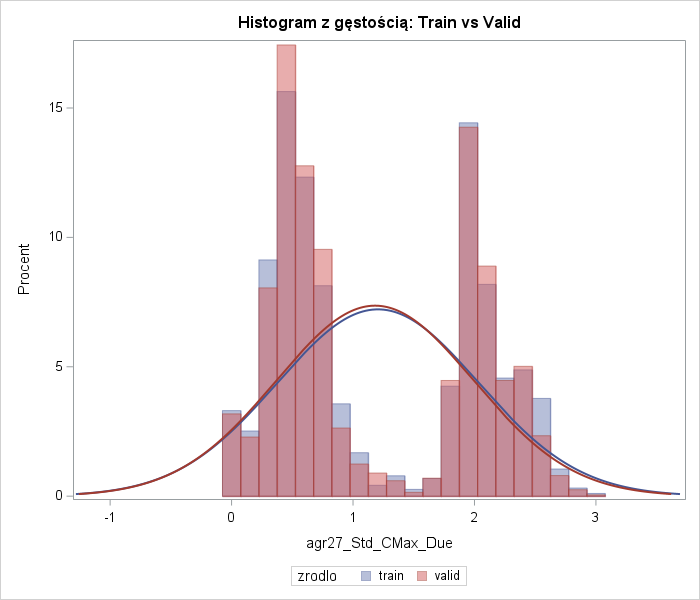 Histogram z gęstością: Train vs Valid
Procent
15
10
5
0
-1 0 1 2 3
agr27_Std_CMax_Due
zrodlo train valid